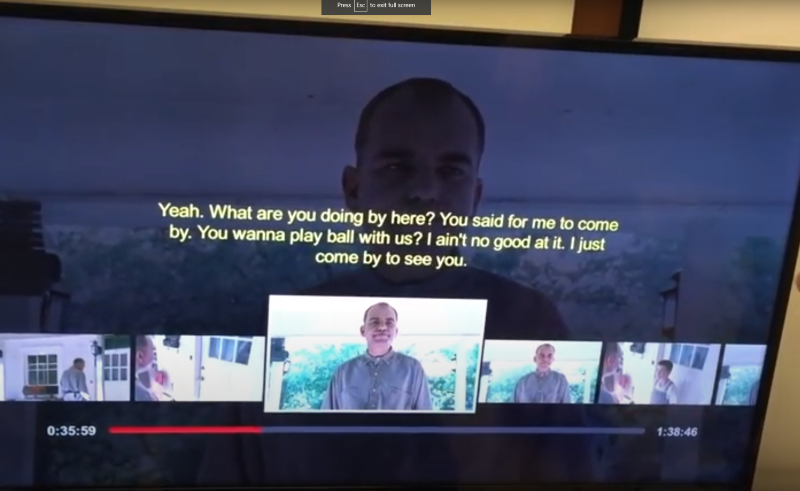 Press Esc to exit full screen
Yeah. What are you doing by here? You said for me to come
by. You wanna play ball with us? I ain't no good at it. I just
come by to see you.
0:35:59
1:38:46